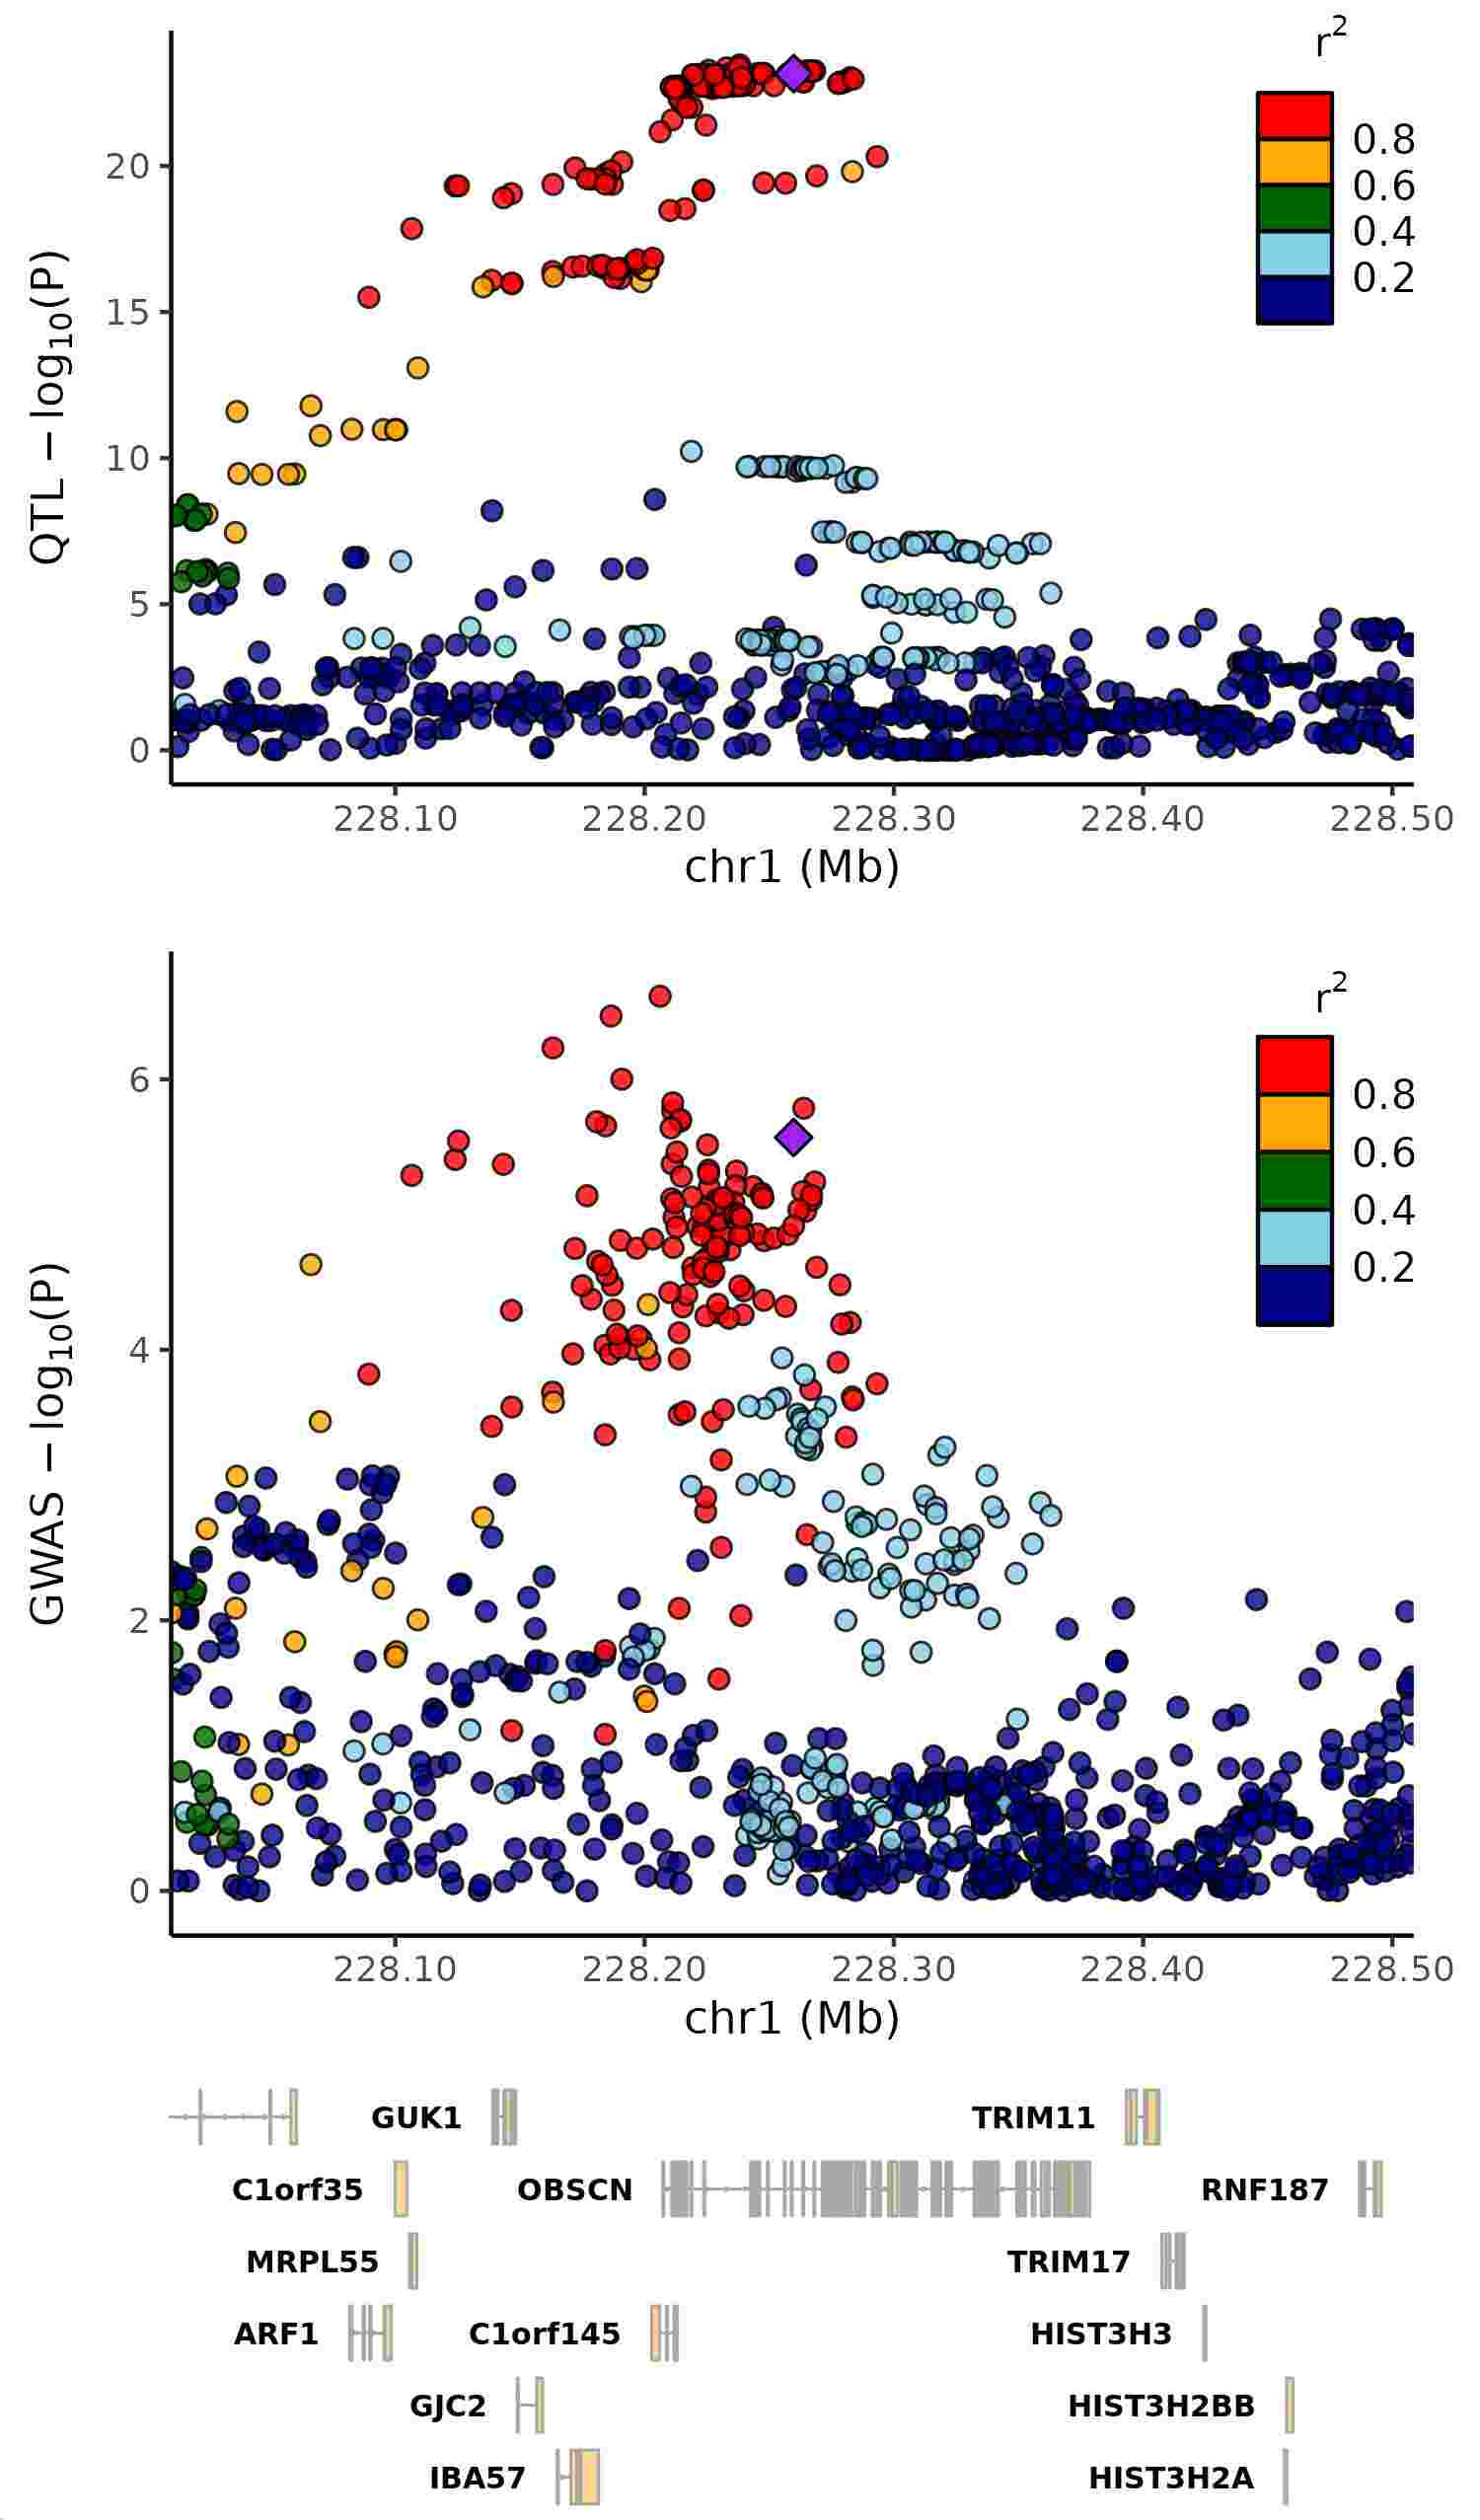 r2
0.8
0.6
0.4
0.2
20
15
10
5
0
QTL − log10(P)
228.10 228.20 228.30 228.40 228.50
chr1 (Mb)
r2
0.8
0.6
0.4
0.2
6
4
2
0
GWAS − log10(P)
228.10 228.20 228.30 228.40 228.50
chr1 (Mb)
GUK1 TRIM11
C1orf35 OBSCN RNF187
MRPL55 TRIM17
ARF1 C1orf145 HIST3H3
GJC2 HIST3H2BB
IBA57 HIST3H2A